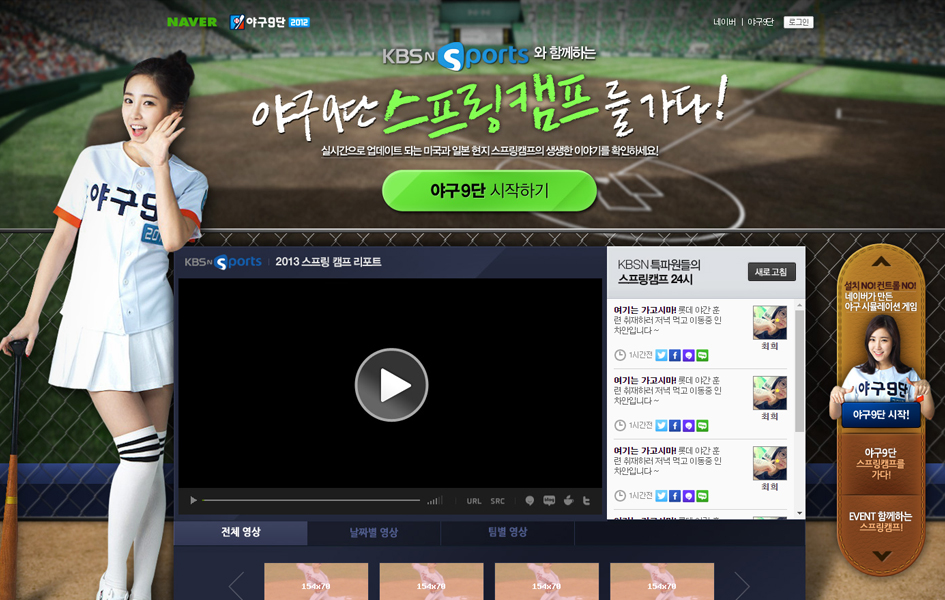 NAVER 야구9단 2012
네이버 | 야구9단 로그인
KBS N Sports 와 함께하는
야구9단 스프링캠프를 가다!
실시간으로 업데이트 되는 미국과 일본 현지 스프링캠프의 생생한 이야기를 확인하세요!
야구9단 시작하기
야구9
20
KBS N Sports | 2013 스프링 캠프 리포트
URL SRC
KBSN 특파원들의
스프링캠프 24시
새로고침
여기는 가고시마! 롯데 야간 훈
련 취재하러 저녁 먹고 이동중 인
차안입니다 ~
최희
1시간전
여기는 가고시마! 롯데 야간 훈
련 취재하러 저녁 먹고 이동중 인
차안입니다 ~
최희
1시간전
여기는 가고시마! 롯데 야간 훈
련 취재하러 저녁 먹고 이동중 인
차안입니다 ~
최희
1시간전
설치 NO! 컨트롤 NO!
네이버가 만든
야구 시뮬레이션 게임
야구9단
야구9단 시작!
야구9단
스프링캠프를
가다!
EVENT 함께하는
스프링캠프!
전체 영상
날짜별 영상
팀별 영상
154x70
154x70
154x70
154x70